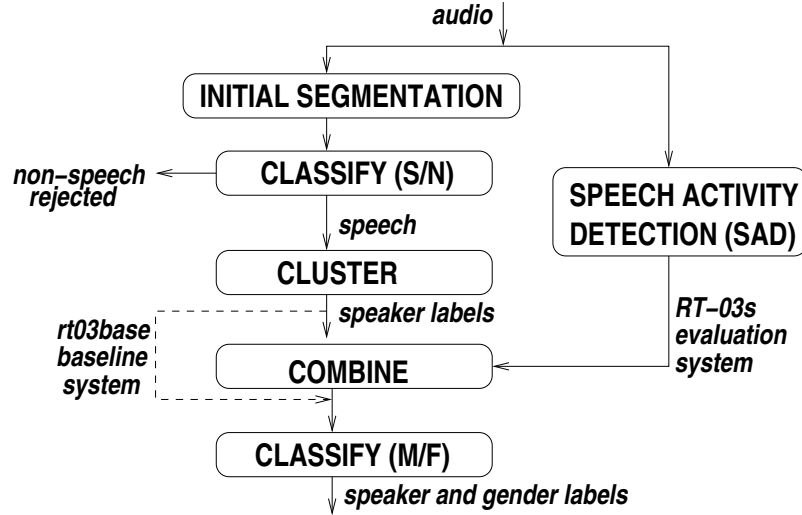 audio
INITIAL SEGMENTATION
non-speech
rejected
CLASSIFY (S/N)
SPEECH ACTIVITY
DETECTION (SAD)
speech
CLUSTER
speaker labels
rt03base
baseline
system
RT-03s
evaluation
system
COMBINE
CLASSIFY (M/F)
speaker and gender labels